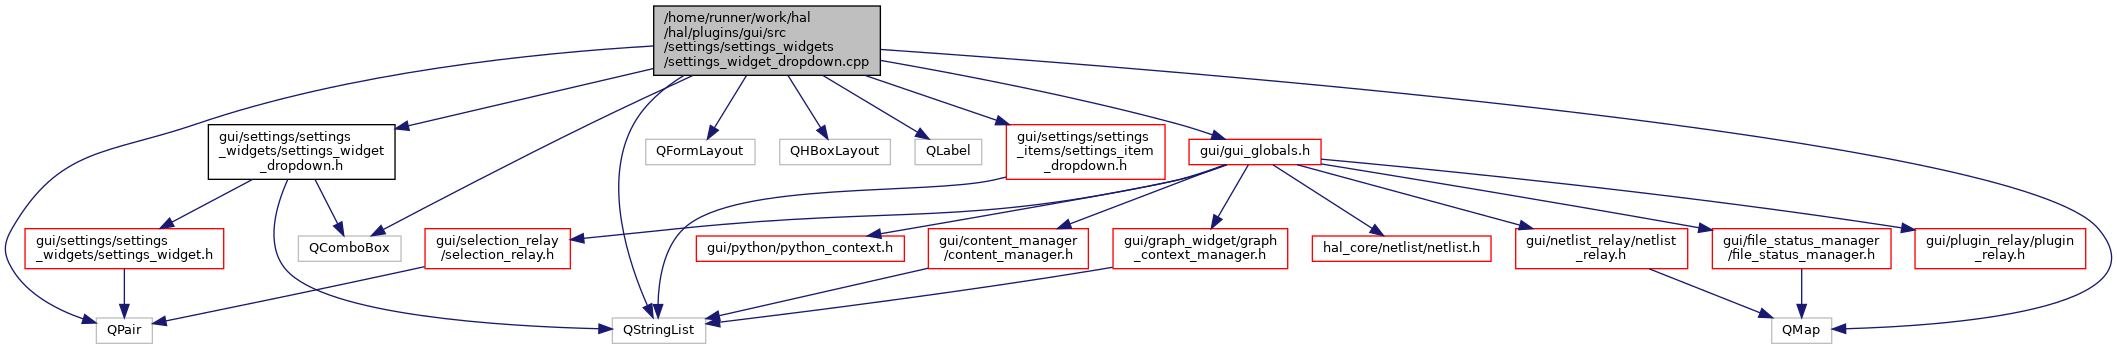 /home/runner/work/hal
/hal/plugins/gui/src
/settings/settings_widgets
/settings_widget_dropdown.cpp
gui/settings/settings
_widgets/settings_widget
_dropdown.h
QFormLayout
QHBoxLayout
QLabel
gui/settings/settings
_items/settings_item
_dropdown.h
gui/gui_globals.h
gui/settings/settings
_widgets/settings_widget.h
QComboBox
gui/selection_relay
/selection_relay.h
gui/python/python_context.h
gui/content_manager
/content_manager.h
gui/graph_widget/graph
_context_manager.h
hal_core/netlist/netlist.h
gui/netlist_relay/netlist
_relay.h
gui/file_status_manager
/file_status_manager.h
gui/plugin_relay/plugin
_relay.h
QPair
QStringList
QMap